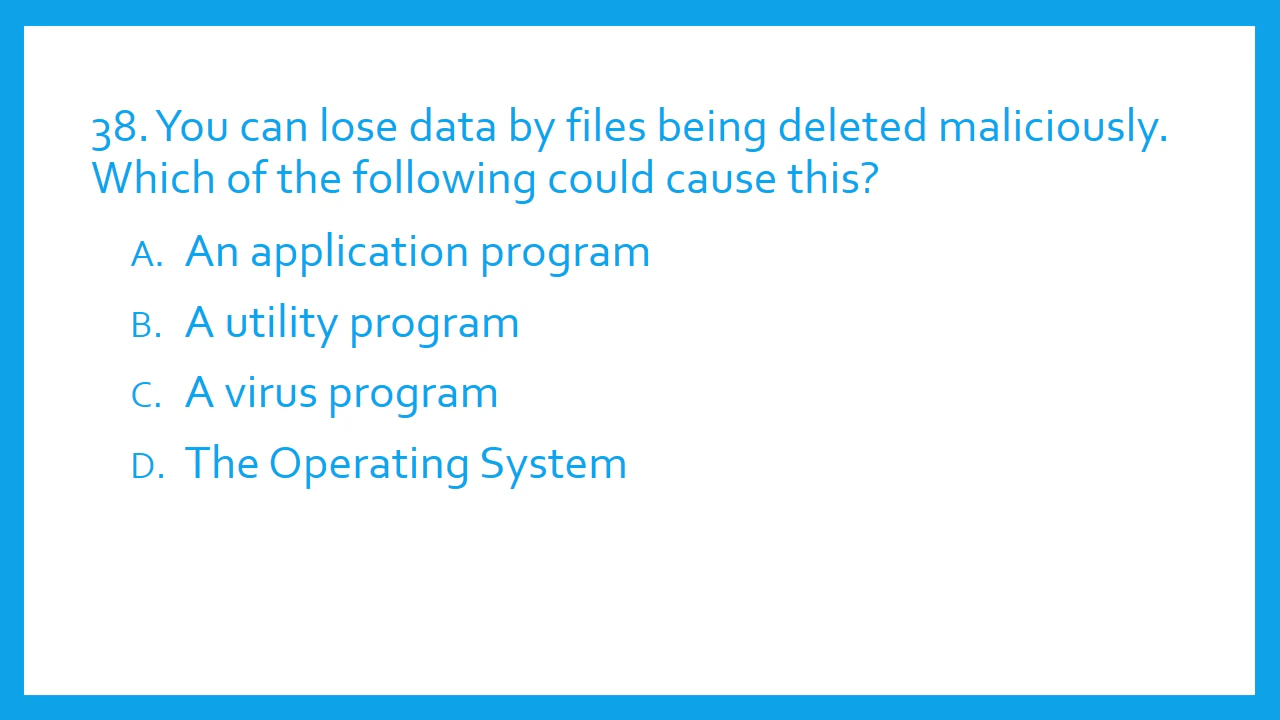 38. You can lose data by files being deleted maliciously.
Which of the following could cause this?
A. An application program
B. A utility program
C. A virus program
D. The Operating System